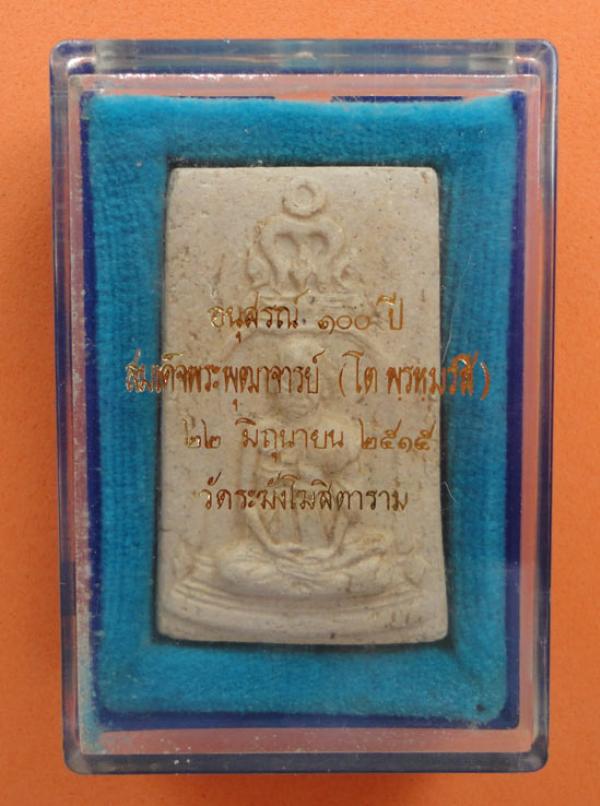 อนุสรณ์ ๑๐๐ ปี
สมเด็จพระพุฒาจารย์ (โต พฺรหฺมรํสี)
๒๒ มิถุนายน ๒๕๑๕
วัดระฆังโฆสิตาราม